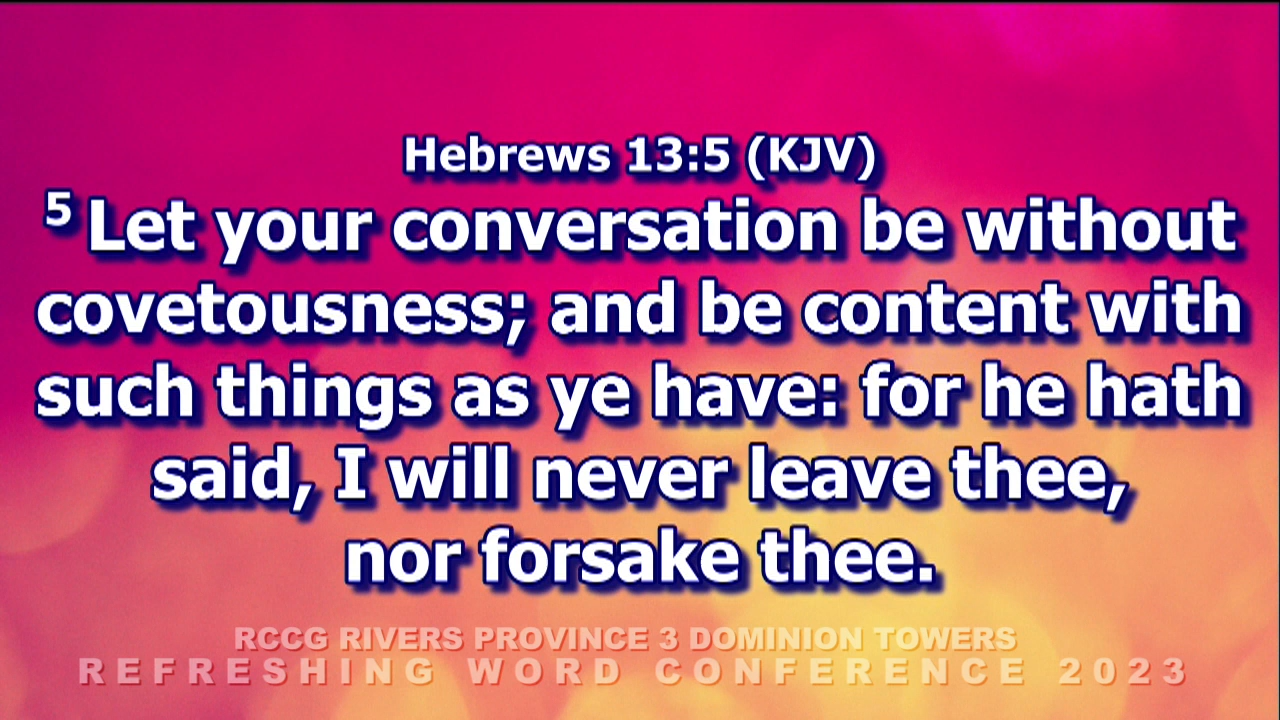 Hebrews 13:5 (KJV)
5 Let your conversation be without
covetousness; and be content with
such things as ye have: for he hath
said, I will never leave thee,
nor forsake thee.
RCCG RIVERS PROVINCE 3 DOMINION TOWERS
REFRESHING WORD CONFERENCE 2023